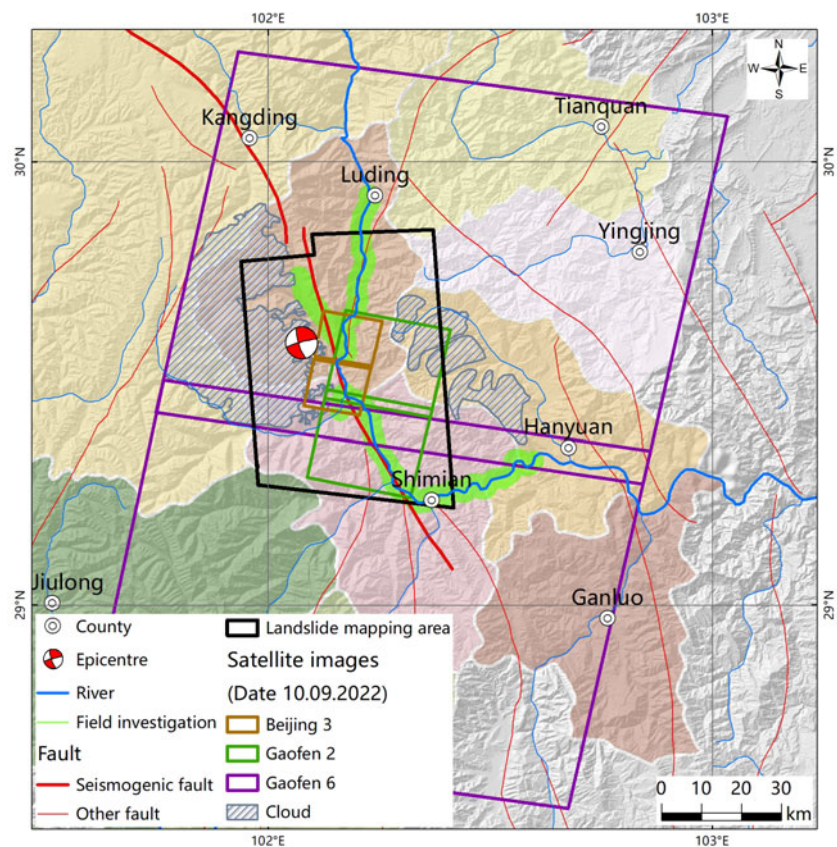 102°E
103°E
N
W E
S
Kangding
Tianquan
30°N
30°N
Luding
Yingjing
Hanyuan
Shimian
Jiulong
29°N
29°N
Ganluo
County
Epicentre
River
Field investigation
Fault
Seismogenic fault
Other fault
Landslide mapping area
Satellite images
(Date 10.09.2022)
Beijing 3
Gaofen 2
Gaofen 6
Cloud
0 10 20 30
km
102°E
103°E